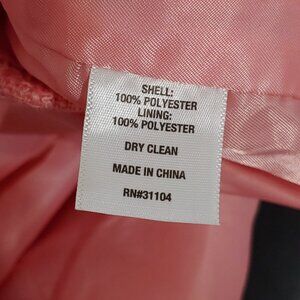 SHELL:
100% POLYESTER
LINING:
100% POLYESTER
DRY CLEAN
MADE IN CHINA
RN#31104